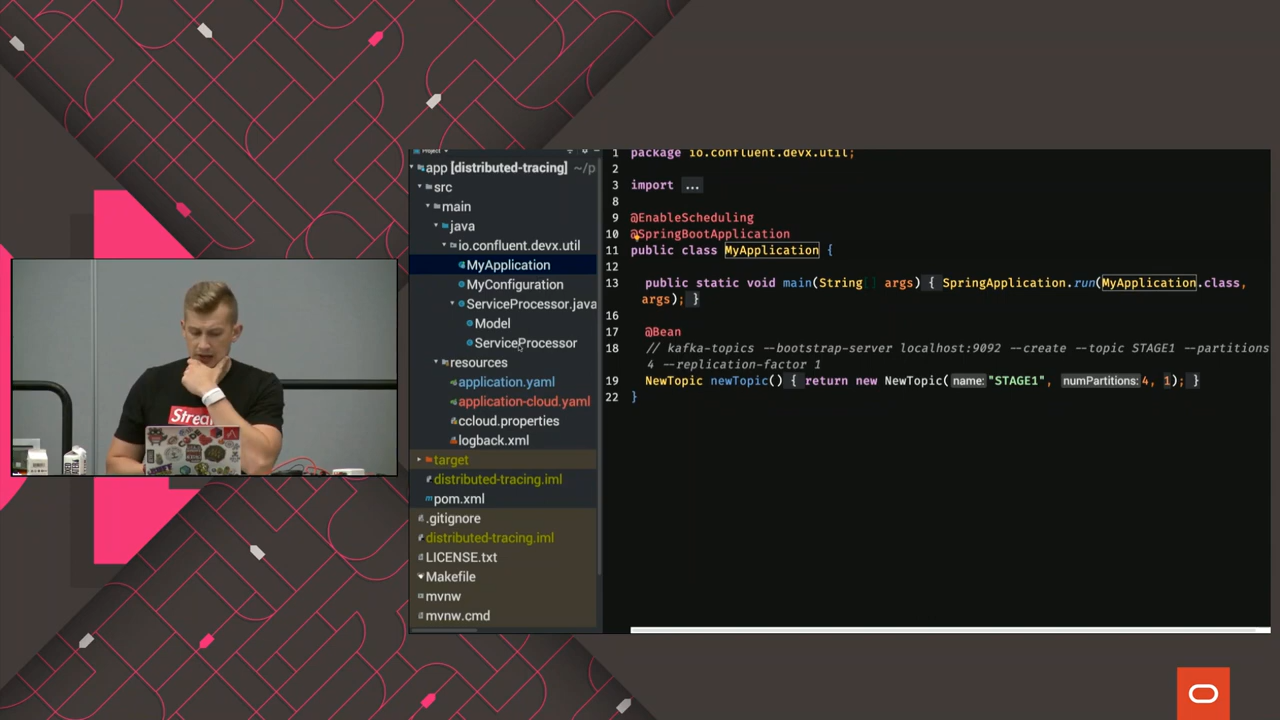 Project
app [distributed-tracing] ~/p
src
main
java
io.confluent.devx.util
MyApplication
MyConfiguration
ServiceProcessor.java
Model
ServiceProcessor
resources
application.yaml
application-cloud.yaml
ccloud.properties
logback.xml
target
distributed-tracing.iml
pom.xml
.gitignore
distributed-tracing.iml
LICENSE.txt
Makefile
mvnw
mvnw.cmd
1 package io.confluent.devx.util;
2
3 import ...
8
9 @EnableScheduling
10 @SpringBootApplication
11 public class MyApplication {
12
13 public static void main(String[] args) { SpringApplication.run(MyApplication.class,
args); }
16
17 @Bean
18 // kafka-topics --bootstrap-server localhost:9092 --create --topic STAGE1 --partitions
4 --replication-factor 1
19 NewTopic newTopic() { return new NewTopic( name: "STAGE1", numPartitions: 4, 1); }
22 }
Strea